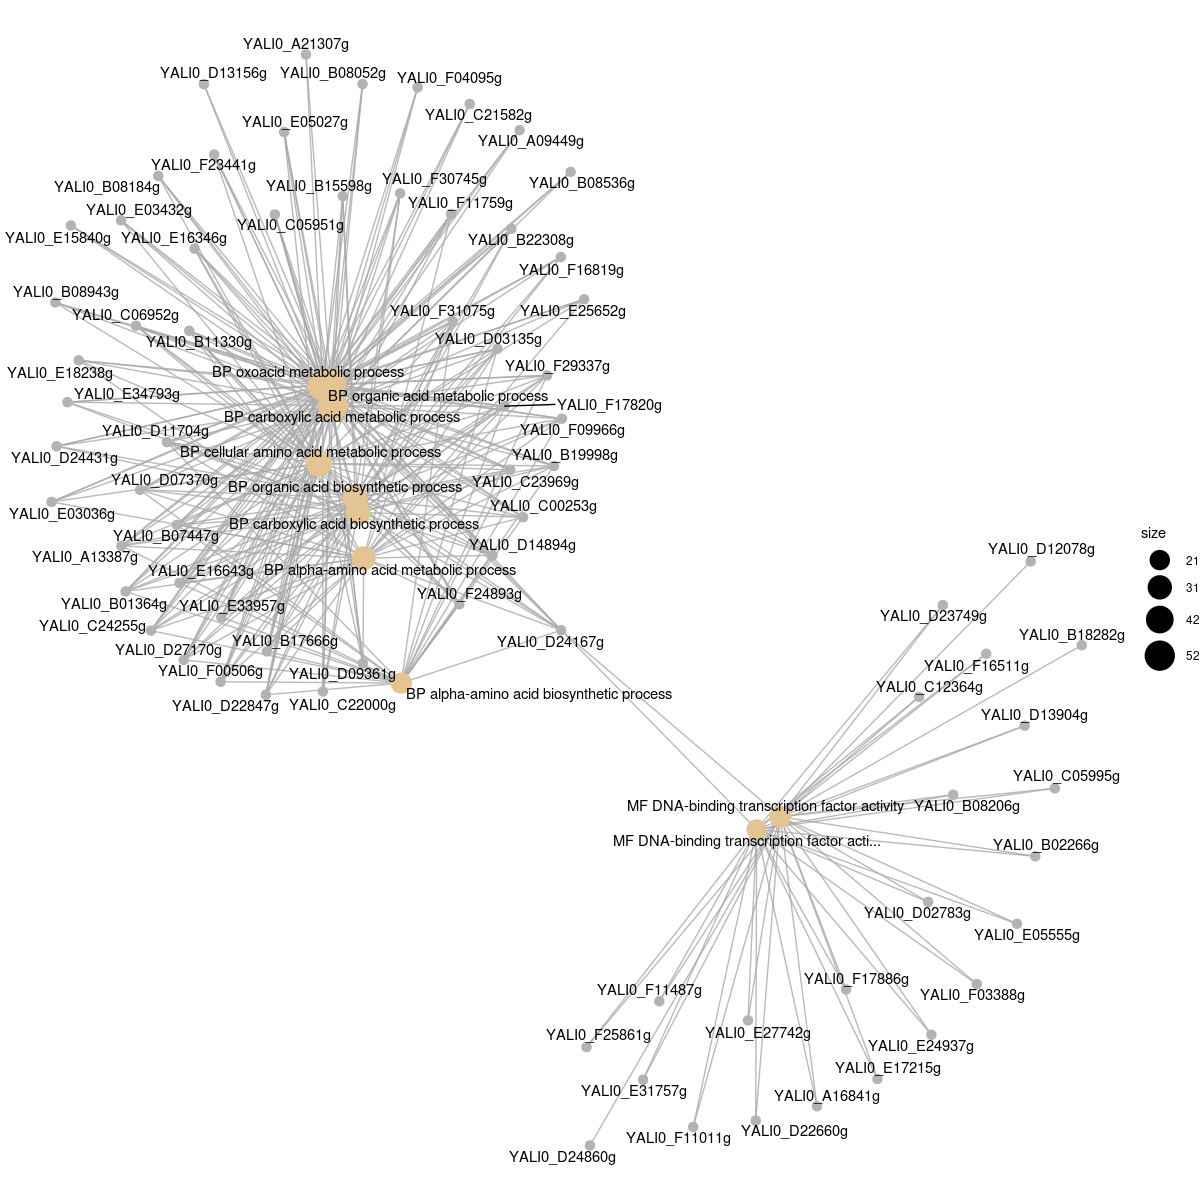 YALI0_A21307g
YALI0_D13156g
YALI0_B08052g
YALI0_F04095g
YALI0_C21582g
YALI0_E05027g
YALI0_A09449g
YALI0_F23441g
YALI0_B08184g
YALI0_B15598g
YALI0_F30745g
YALI0_B08536g
YALI0_E03432g
YALI0_F11759g
YALI0_C05951g
YALI0_E15840g
YALI0_E16346g
YALI0_B22308g
YALI0_F16819g
YALI0_B08943g
YALI0_C06952g
YALI0_F31075g
YALI0_E25652g
YALI0_B11330g
YALI0_D03135g
YALI0_E18238g
BP oxoacid metabolic process
YALI0_F29337g
YALI0_E34793g
BP organic acid metabolic process
YALI0_F17820g
BP carboxylic acid metabolic process
YALI0_D11704g
YALI0_F09966g
YALI0_D24431g
BP cellular amino acid metabolic process
YALI0_B19998g
YALI0_D07370g
BP organic acid biosynthetic process
YALI0_C23969g
YALI0_E03036g
YALI0_C00253g
BP carboxylic acid biosynthetic process
YALI0_B07447g
size
YALI0_A13387g
YALI0_D14894g
YALI0_D12078g
21
YALI0_E16643g
BP alpha-amino acid metabolic process
31
YALI0_B01364g
YALI0_E33957g
YALI0_F24893g
YALI0_D23749g
42
YALI0_C24255g
YALI0_D27170g
YALI0_B17666g
YALI0_D24167g
YALI0_B18282g
52
YALI0_F00506g
YALI0_D09361g
YALI0_F16511g
YALI0_C12364g
YALI0_D22847g
YALI0_C22000g
BP alpha-amino acid biosynthetic process
YALI0_D13904g
YALI0_C05995g
MF DNA-binding transcription factor activity
YALI0_B08206g
MF DNA-binding transcription factor acti...
YALI0_B02266g
YALI0_D02783g
YALI0_E05555g
YALI0_F11487g
YALI0_F17886g
YALI0_F03388g
YALI0_F25861g
YALI0_E27742g
YALI0_E24937g
YALI0_E17215g
YALI0_E31757g
YALI0_A16841g
YALI0_F11011g
YALI0_D22660g
YALI0_D24860g